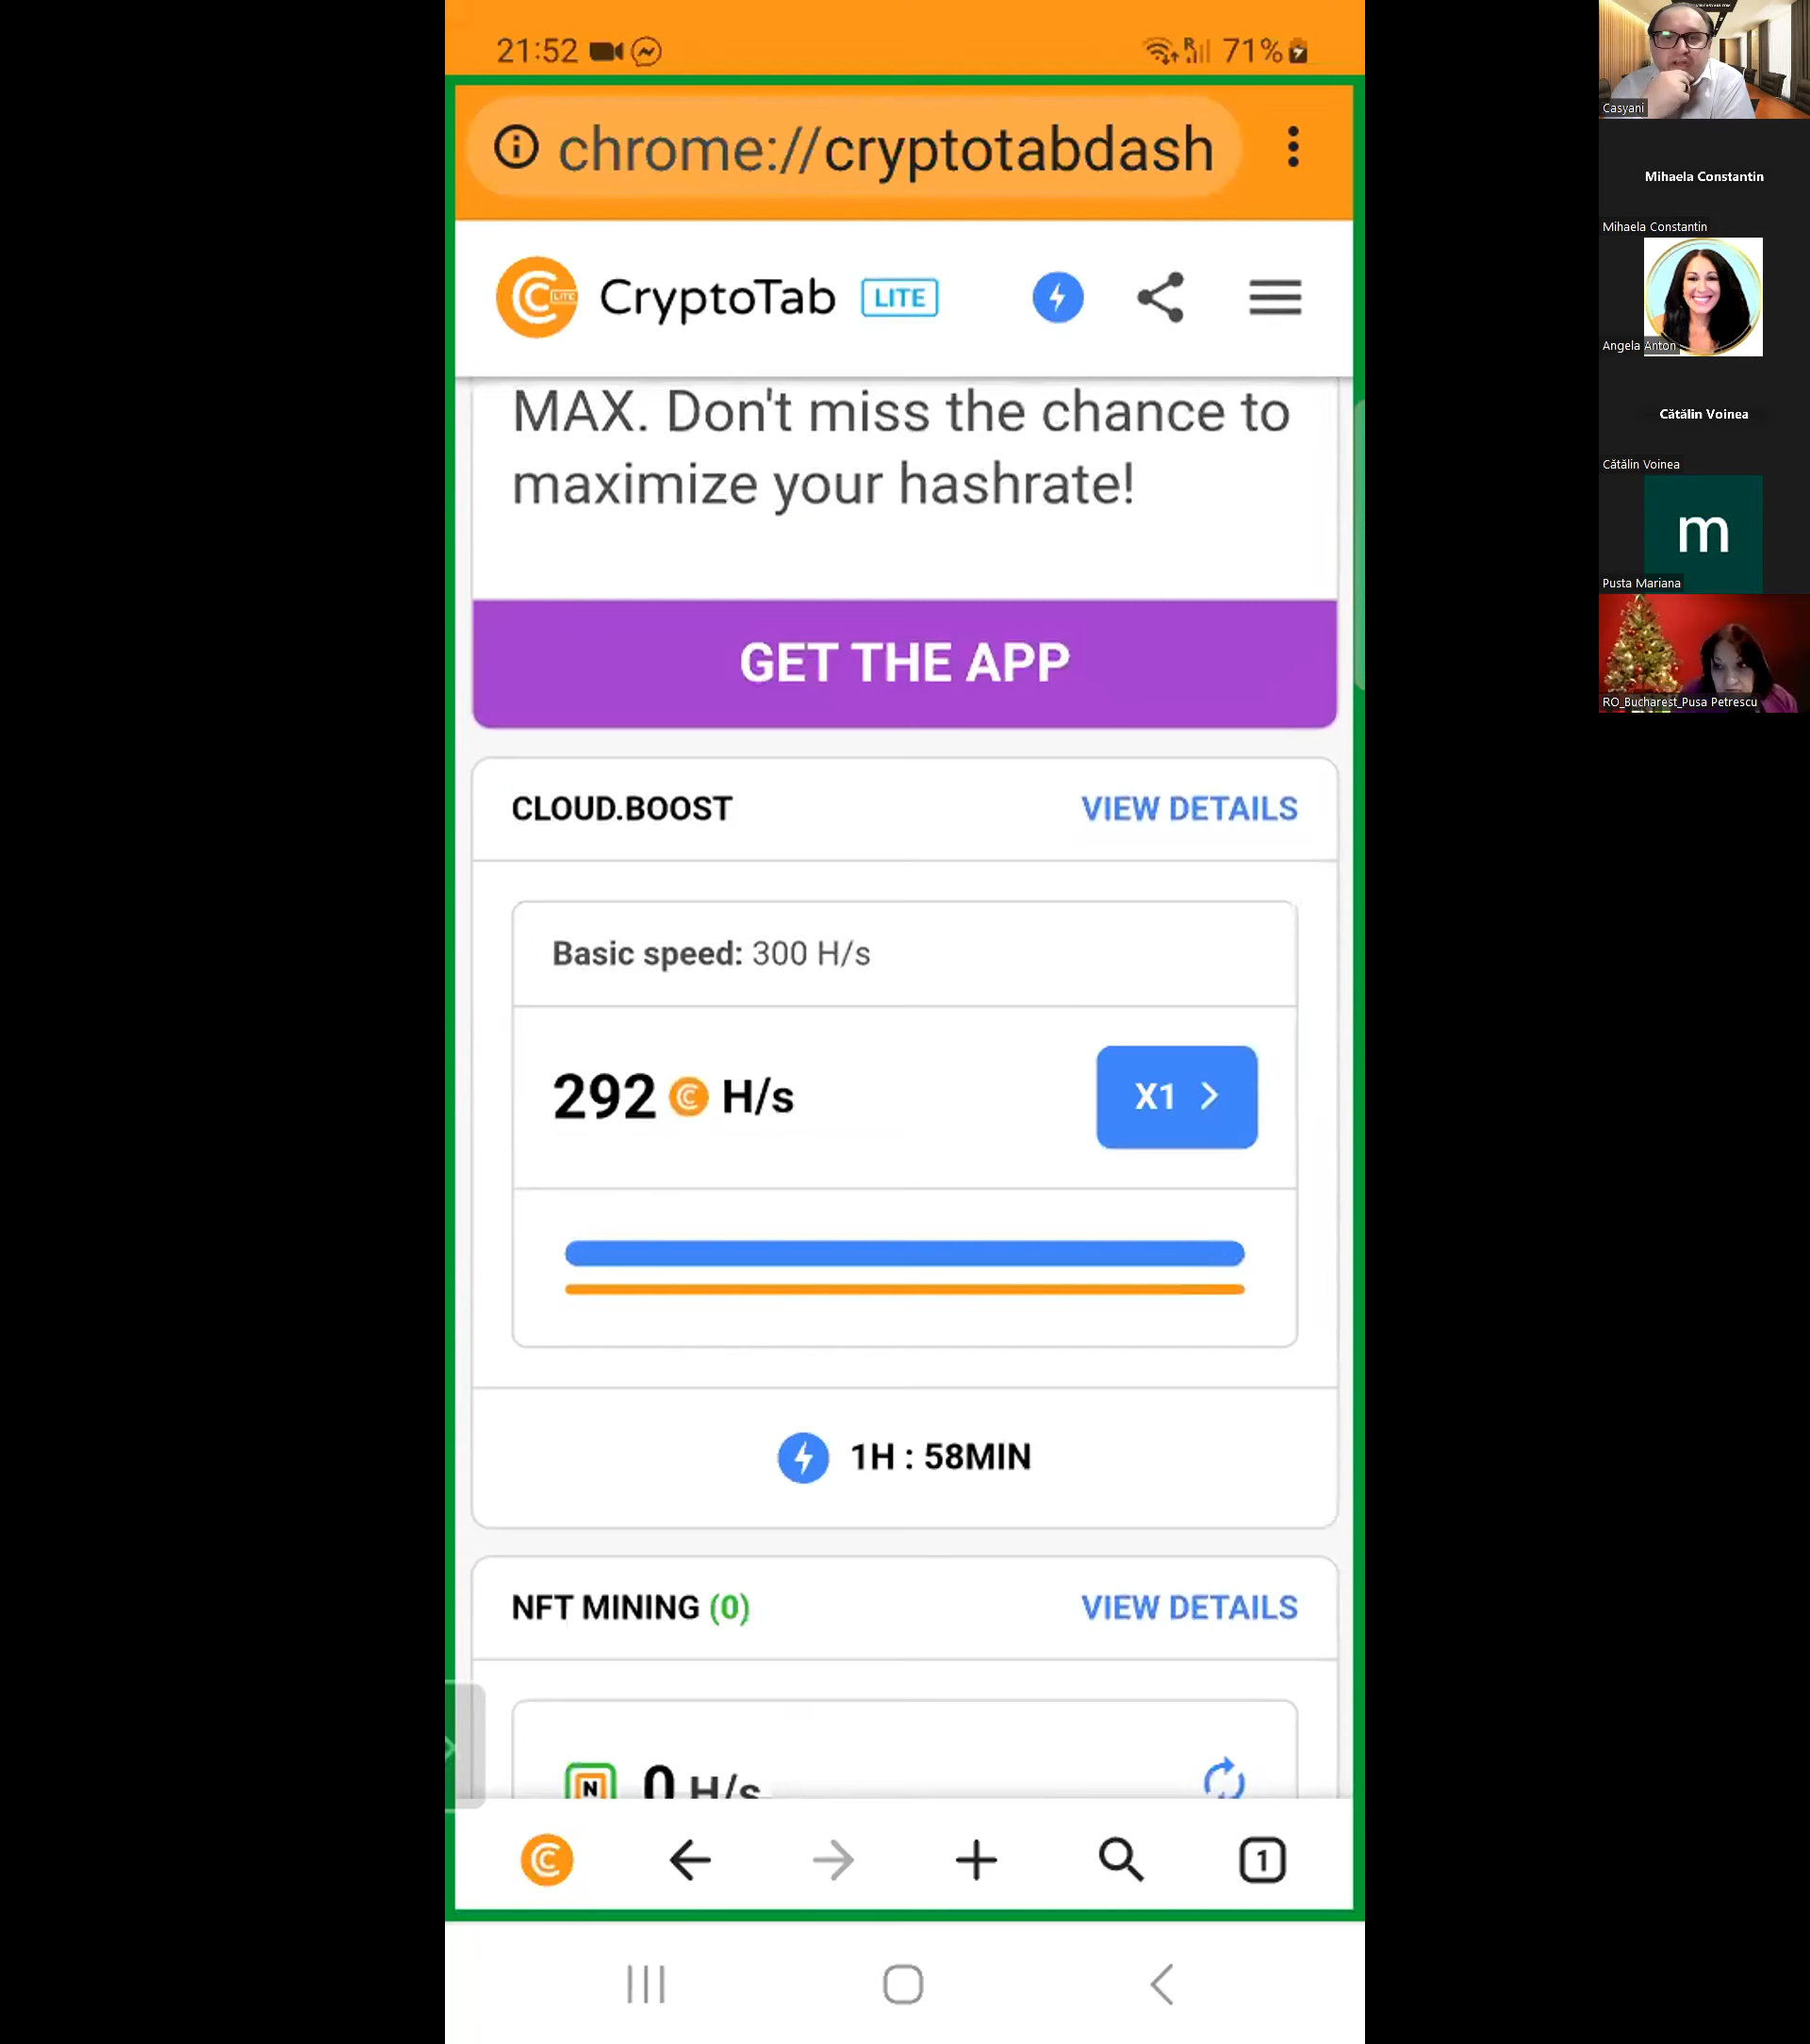 21:52
71%
chrome://cryptotabdash
CryptoTab LITE
MAX. Don't miss the chance to
maximize your hashrate!
GET THE APP
CLOUD.BOOST
VIEW DETAILS
Basic speed: 300 H/s
292 H/s
X1
1H : 58MIN
NFT MINING (0)
VIEW DETAILS
N
0 H/s
1
Casyani
Mihaela Constantin
Mihaela Constantin
Angela Anton
Cătălin Voinea
Cătălin Voinea
m
Pusta Mariana
RO_Bucharest_Pusa Petrescu